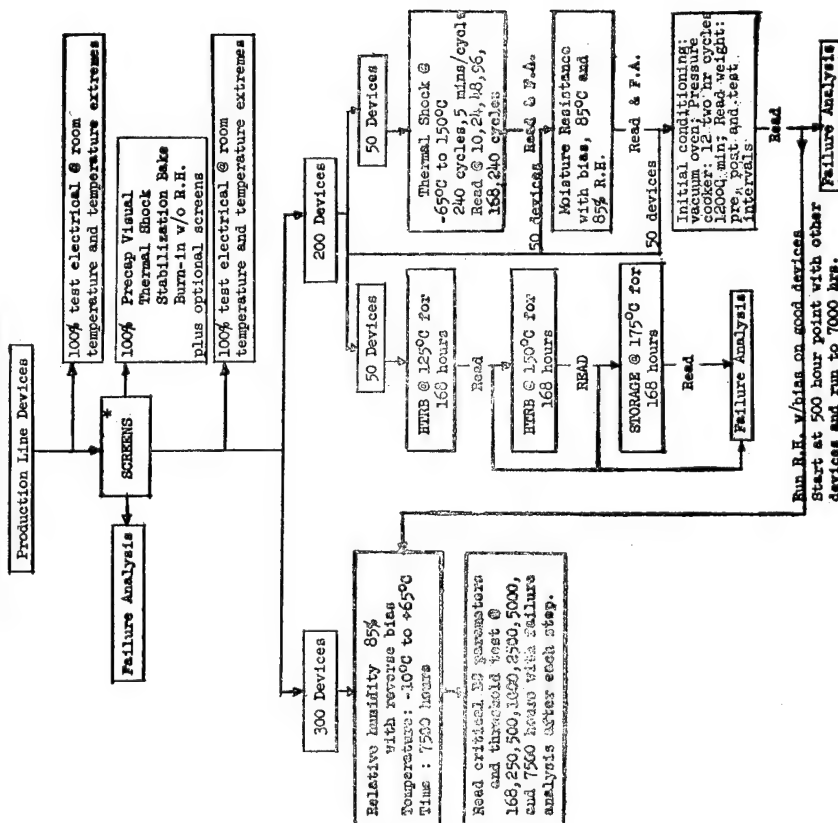 Production Line Devices
100% test electrical @ room
temperature and temperature extremes
SCREENS *
Failure Analysis
100% Precap Visual
Thermal Shock
Stabilization Bake
Burn-in w/o R.H.
plus optional screens
100% test electrical @ room
temperature and temperature extremes
300 Devices
Relative humidity 85%
with reverse bias
Temperature: -10°C to +65°C
Time : 7500 hours
Read critical DC parameters
and threshold test @
168,250,500,1000,2500,5000,
and 7500 hours with failure
analysis after each step.
200 Devices
50 Devices
HTRB @ 125°C for
168 hours
Read
HTRB @ 150°C for
168 hours
READ
STORAGE @ 175°C for
168 hours
Read
Failure Analysis
50 Devices
Thermal Shock @
-65°C to 150°C
240 cycles,5 mins/cycle
Read @ 10,24,48,96,
168,240 cycles
Read & F.A.
50 devices
Moisture Resistance
with bias, 85°C and
85% R.H.
Read & F.A.
50 devices
Initial conditioning:
vacuum oven; Pressure
cooker: 12 two hr cycles
120°C min; Read weight:
pre, post and test
intervals
Read
Failure Analysis
Run R.H. w/bias on good devices
Start at 500 hour point with other
devices and run to 7000 hrs.